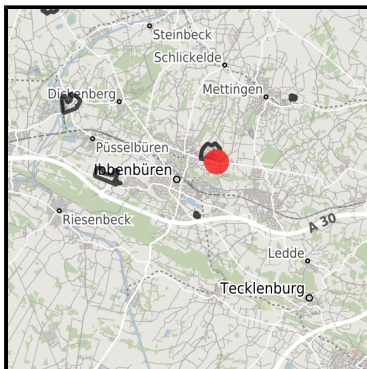 Steinbeck
Schlickelde
Dickenberg
Mettingen
Püsselbüren
Ibbenbüren
Riesenbeck
A 30
Ledde
Tecklenburg